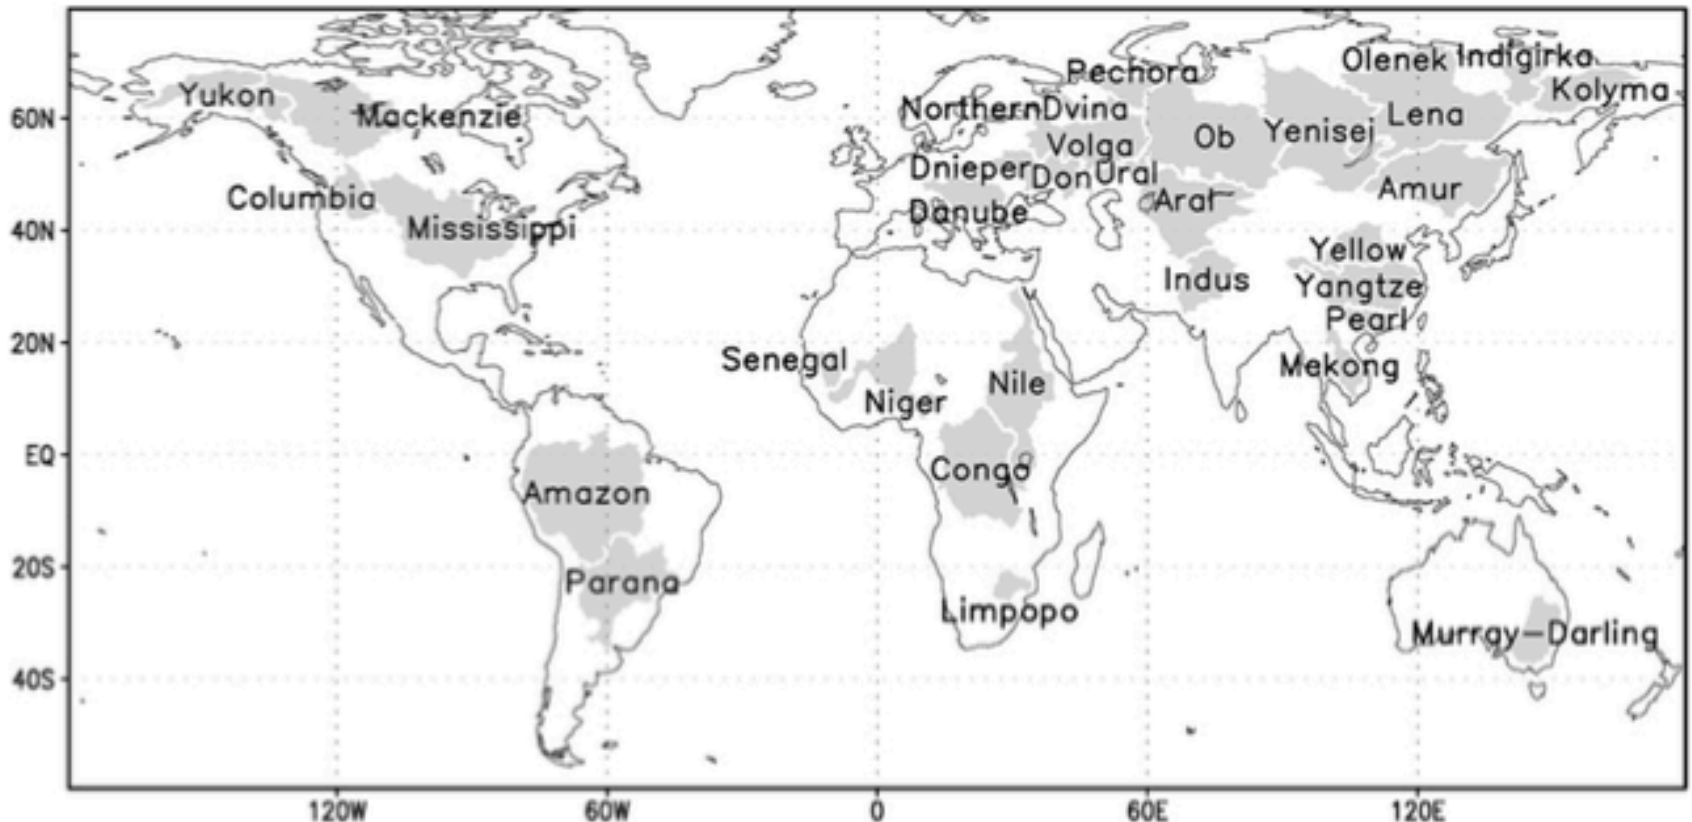 Pechora
Olenek
Indigirka
Yukon
Kolyma
60N
Mackenzie
NorthernDvina
Lena
Volga
Ob
Yenisei
Dnieper
Don
Ural
Amur
Columbia
Aral
Danube
40N
Mississippi
Yellow
Indus
Yangtze
Pearl
20N
Senegal
Mekong
Nile
Niger
EQ
Congo
Amazon
20S
Parana
Limpopo
Murray-Darling
40S
120W
60W
0
60E
120E